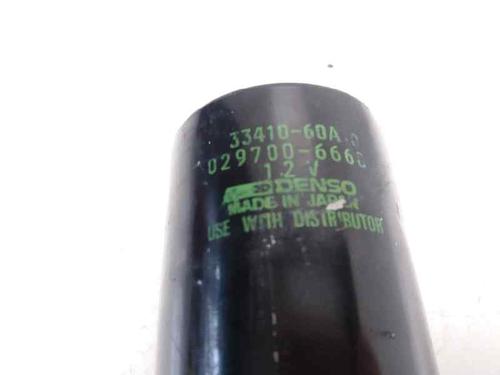 33410-60A
029700-666
12V
DENSO
MADE IN JAPAN
USE WITH DISTRIBUTOR